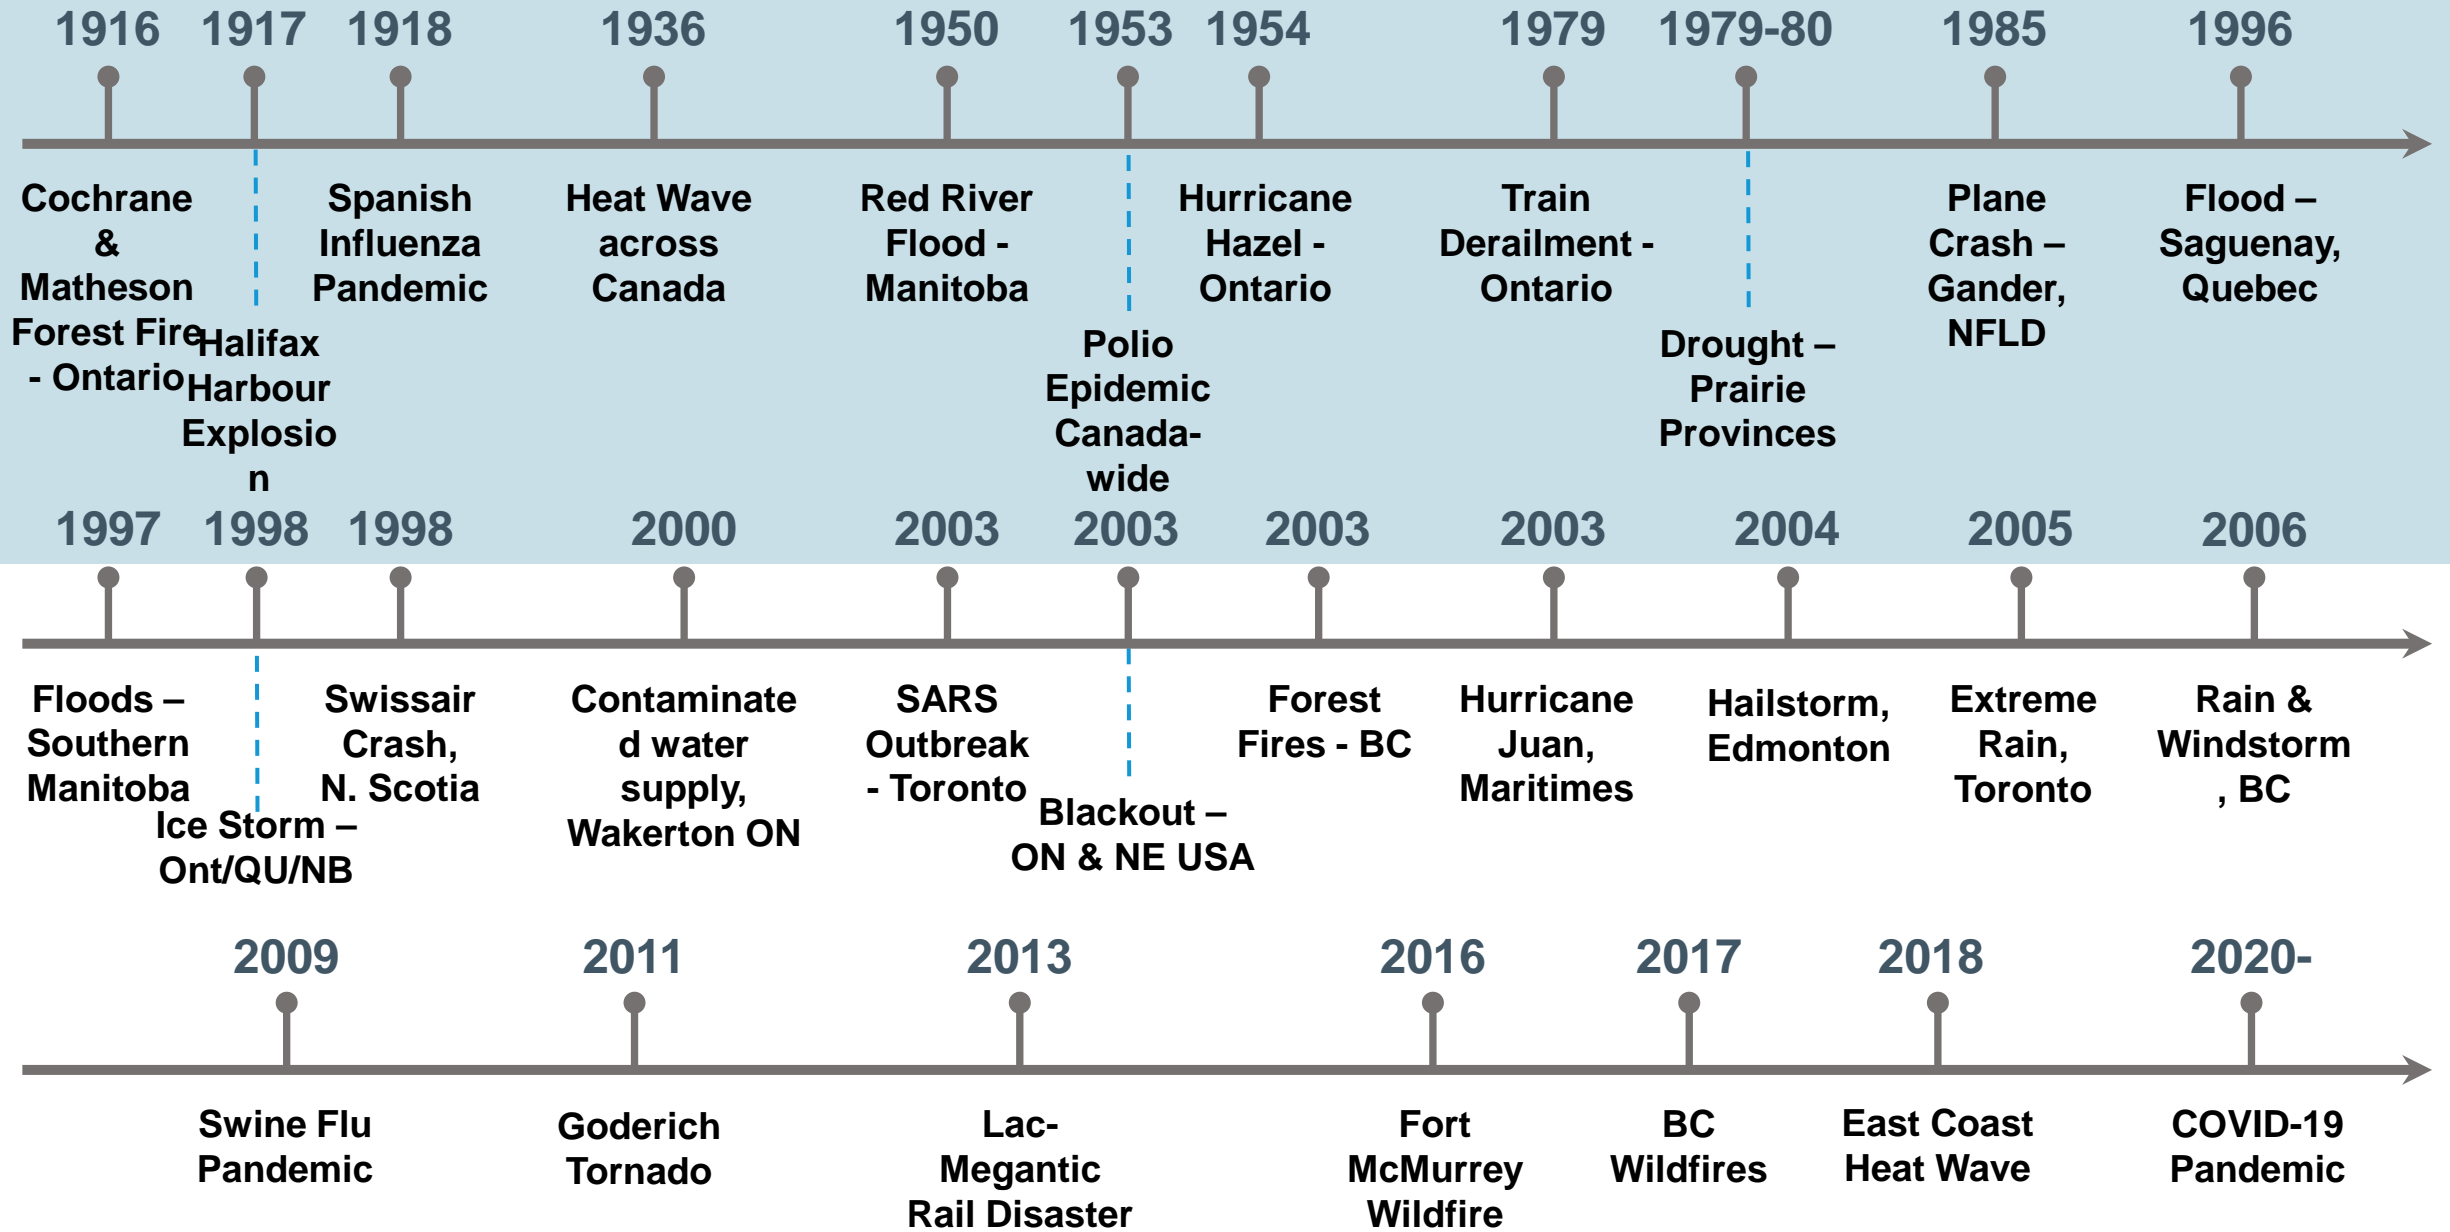 1916 1917 1918 1936 1950 1953 1954 1979 1979-80 1985 1996
Cochrane
&
Matheson
Forest Fire
- Ontario
Halifax
Harbour
Explosio
n
Spanish
Influenza
Pandemic
Heat Wave
across
Canada
Red River
Flood -
Manitoba
Polio
Epidemic
Canada-
wide
Hurricane
Hazel -
Ontario
Train
Derailment -
Ontario
Drought –
Prairie
Provinces
Plane
Crash –
Gander,
NFLD
Flood –
Saguenay,
Quebec
1997 1998 1998 2000 2003 2003 2003 2003 2004 2005 2006
Floods –
Southern
Manitoba
Ice Storm –
Ont/QU/NB
Swissair
Crash,
N. Scotia
Contaminate
d water
supply,
Wakerton ON
SARS
Outbreak
- Toronto
Blackout –
ON & NE USA
Forest
Fires - BC
Hurricane
Juan,
Maritimes
Hailstorm,
Edmonton
Extreme
Rain,
Toronto
Rain &
Windstorm
, BC
2009 2011 2013 2016 2017 2018 2020-
Swine Flu
Pandemic
Goderich
Tornado
Lac-
Megantic
Rail Disaster
Fort
McMurrey
Wildfire
BC
Wildfires
East Coast
Heat Wave
COVID-19
Pandemic